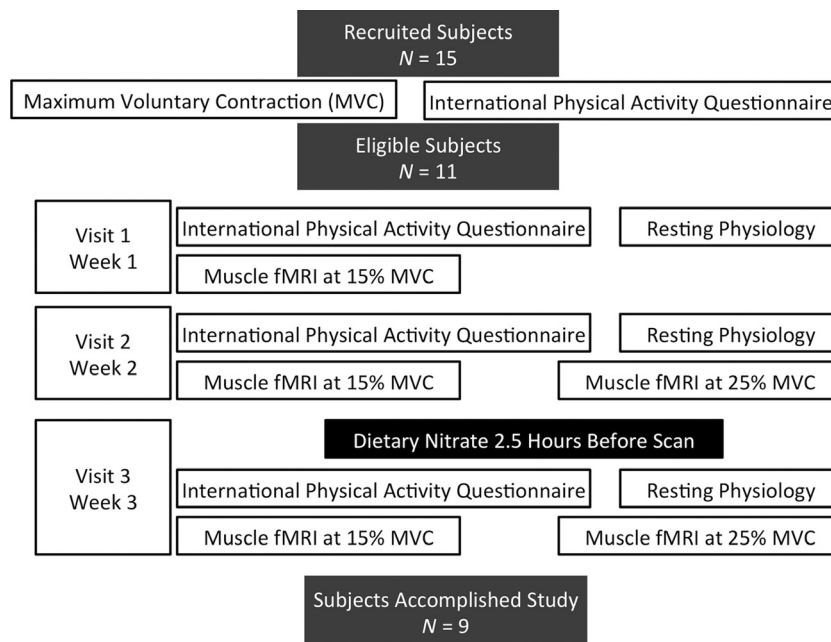 Recruited Subjects
N = 15
Maximum Voluntary Contraction (MVC)
International Physical Activity Questionnaire
Eligible Subjects
N = 11
Visit 1
Week 1
International Physical Activity Questionnaire
Resting Physiology
Muscle fMRI at 15% MVC
Visit 2
Week 2
International Physical Activity Questionnaire
Resting Physiology
Muscle fMRI at 15% MVC
Muscle fMRI at 25% MVC
Visit 3
Week 3
Dietary Nitrate 2.5 Hours Before Scan
International Physical Activity Questionnaire
Resting Physiology
Muscle fMRI at 15% MVC
Muscle fMRI at 25% MVC
Subjects Accomplished Study
N = 9